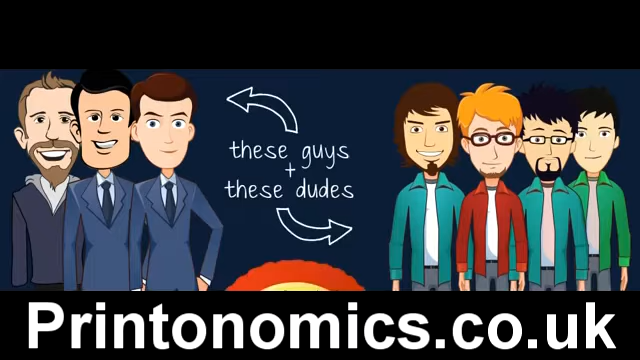 these guys
+
these dudes
Printonomics.co.uk